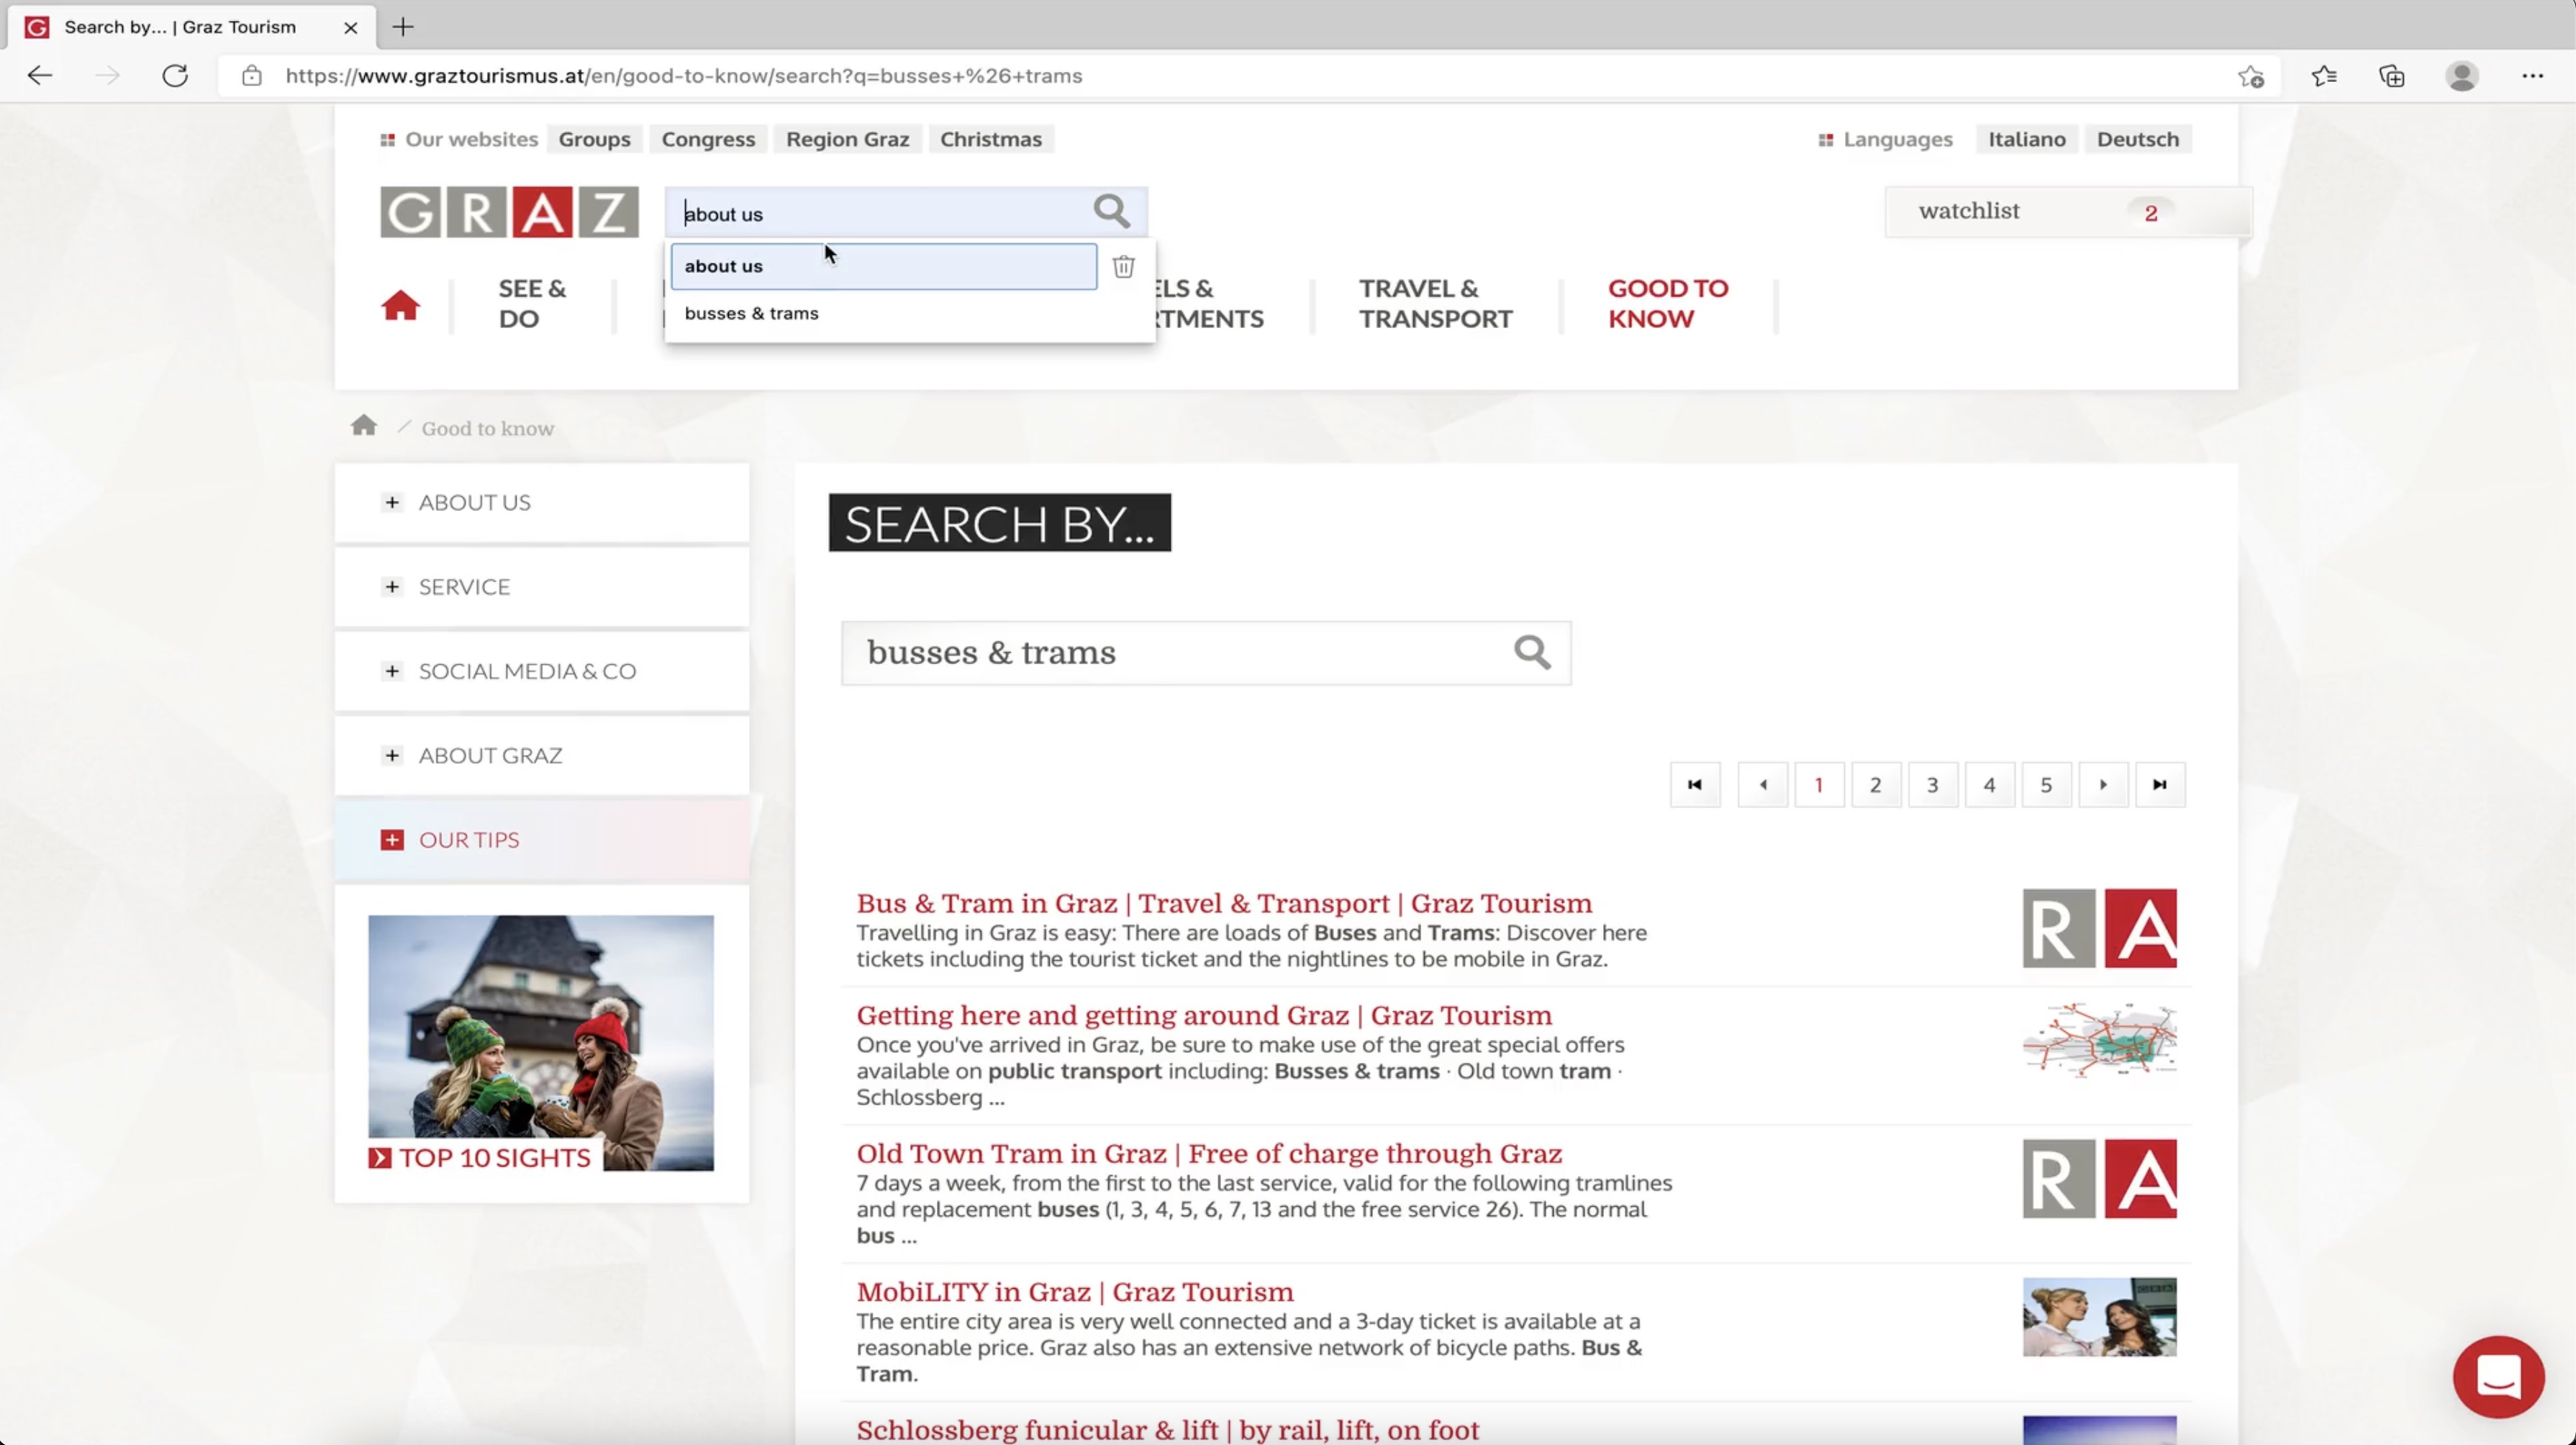 Search by... | Graz Tourism
https://www.graztourismus.at/en/good-to-know/search?q=busses+%26+trams
Our websites Groups Congress Region Graz Christmas
Languages Italiano Deutsch
GRAZ
about us
watchlist 2
about us
busses & trams
SEE &
DO
ELS &
RTMENTS
TRAVEL &
TRANSPORT
GOOD TO
KNOW
/ Good to know
+ ABOUT US
+ SERVICE
+ SOCIAL MEDIA & CO
+ ABOUT GRAZ
+ OUR TIPS
TOP 10 SIGHTS
SEARCH BY...
busses & trams
1 2 3 4 5
Bus & Tram in Graz | Travel & Transport | Graz Tourism
Travelling in Graz is easy: There are loads of Buses and Trams: Discover here
tickets including the tourist ticket and the nightlines to be mobile in Graz.
R A
Getting here and getting around Graz | Graz Tourism
Once you've arrived in Graz, be sure to make use of the great special offers
available on public transport including: Busses & trams · Old town tram ·
Schlossberg ...
Old Town Tram in Graz | Free of charge through Graz
7 days a week, from the first to the last service, valid for the following tramlines
and replacement buses (1, 3, 4, 5, 6, 7, 13 and the free service 26). The normal
bus ...
R A
MobiLITY in Graz | Graz Tourism
The entire city area is very well connected and a 3-day ticket is available at a
reasonable price. Graz also has an extensive network of bicycle paths. Bus &
Tram.
Schlossberg funicular & lift | by rail, lift, on foot